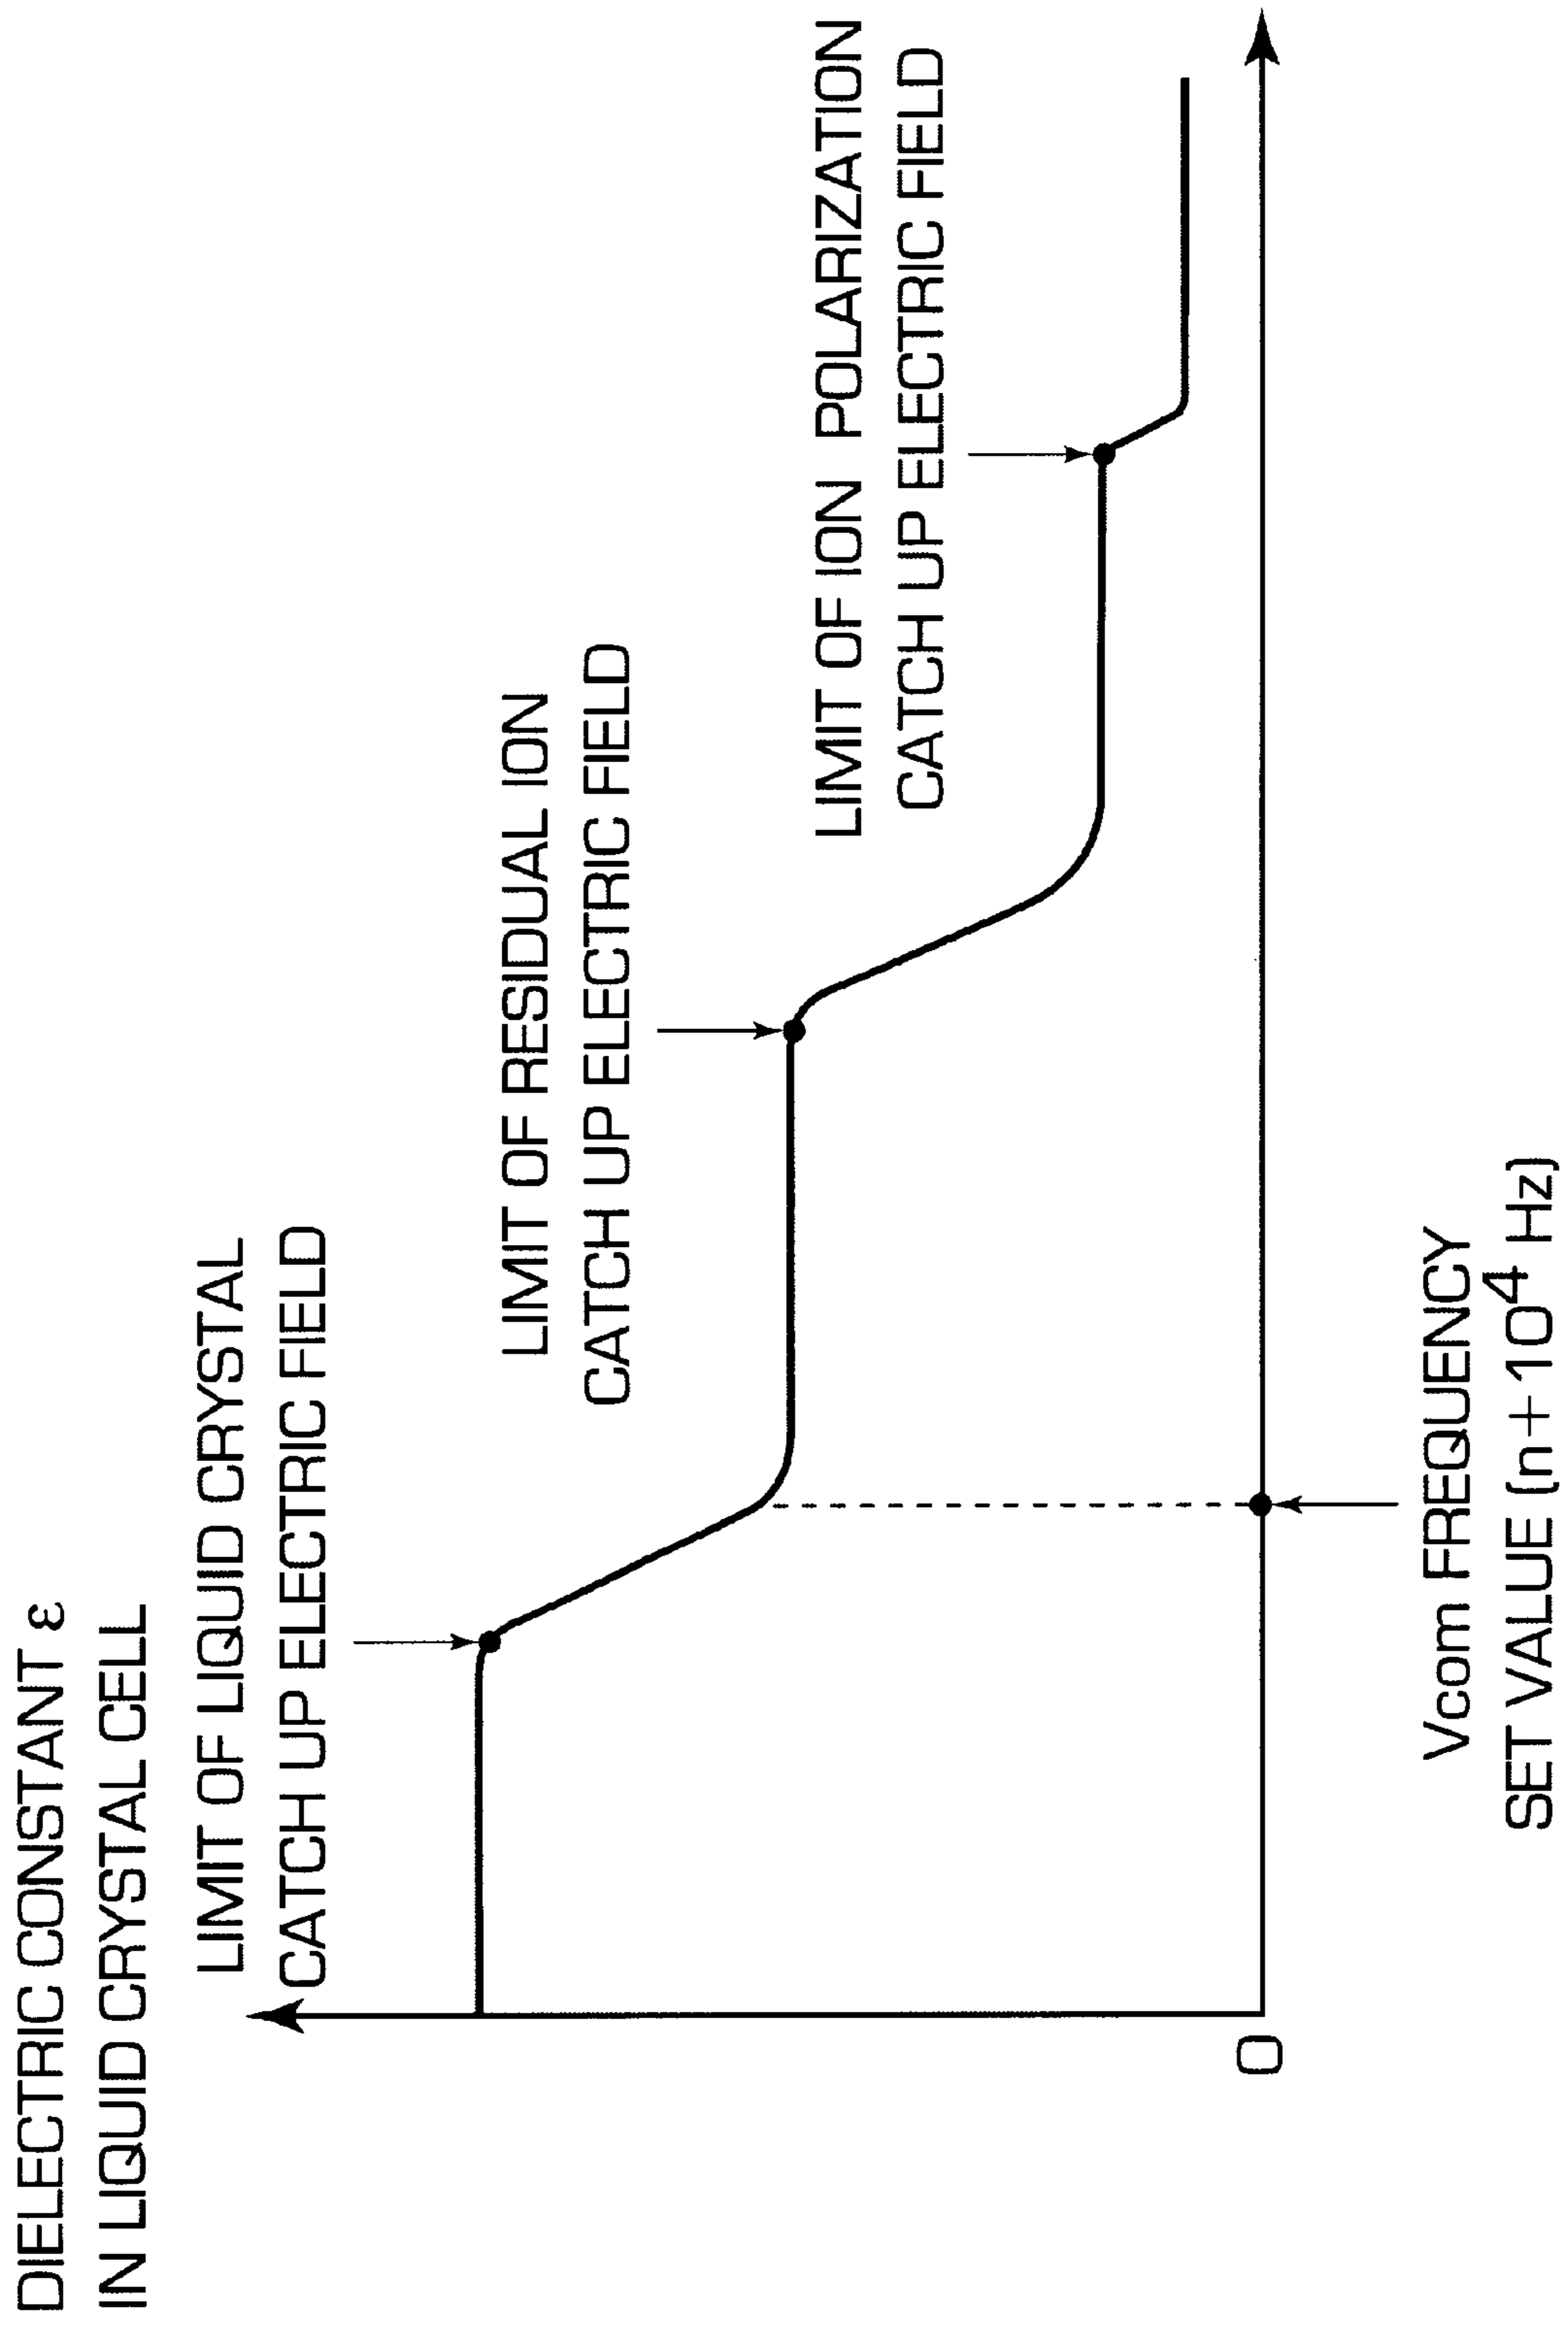 DIELECTRIC CONSTANT ε
IN LIQUID CRYSTAL CELL
LIMIT OF LIQUID CRYSTAL
CATCH UP ELECTRIC FIELD
LIMIT OF RESIDUAL ION
CATCH UP ELECTRIC FIELD
LIMIT OF ION POLARIZATION
CATCH UP ELECTRIC FIELD
0
Vcom FREQUENCY
SET VALUE (n+10⁴ Hz)